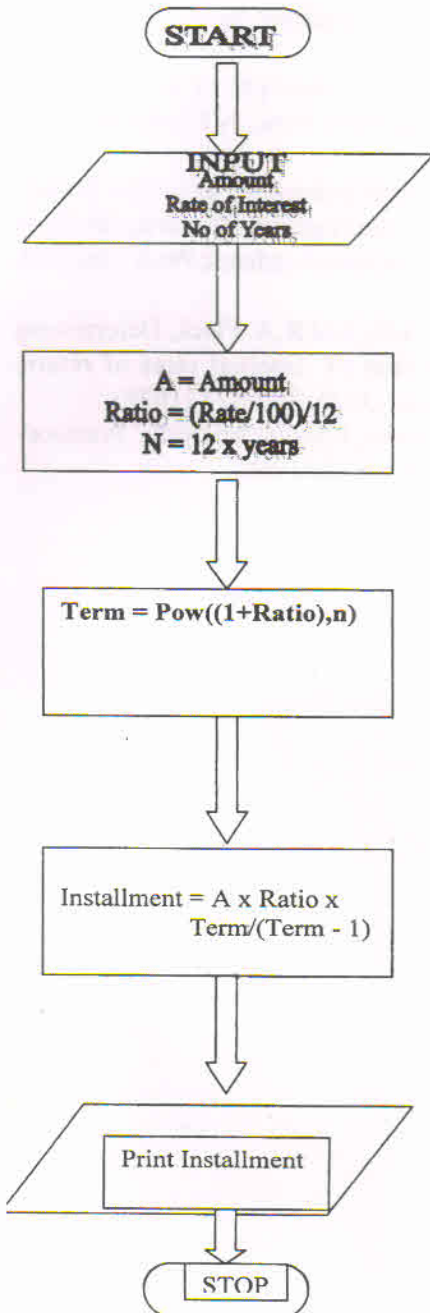 START
INPUT
Amount
Rate of Interest
No of Years
A = Amount
Ratio = (Rate/100)/12
N = 12 x years
Term = Pow((1+Ratio),n)
Installment = A x Ratio x
Term/(Term - 1)
Print Installment
STOP